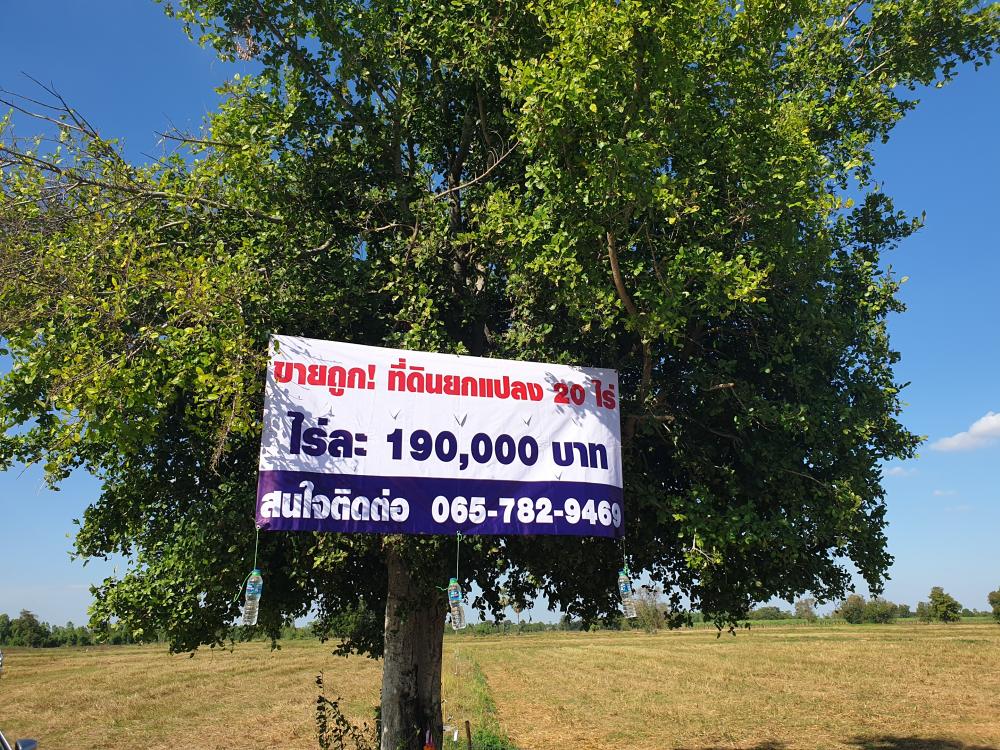 ขายถูก! ที่ดินยกแปลง 20 ไร่
ไร่ละ 190,000 บาท
สนใจติดต่อ 065-782-9469